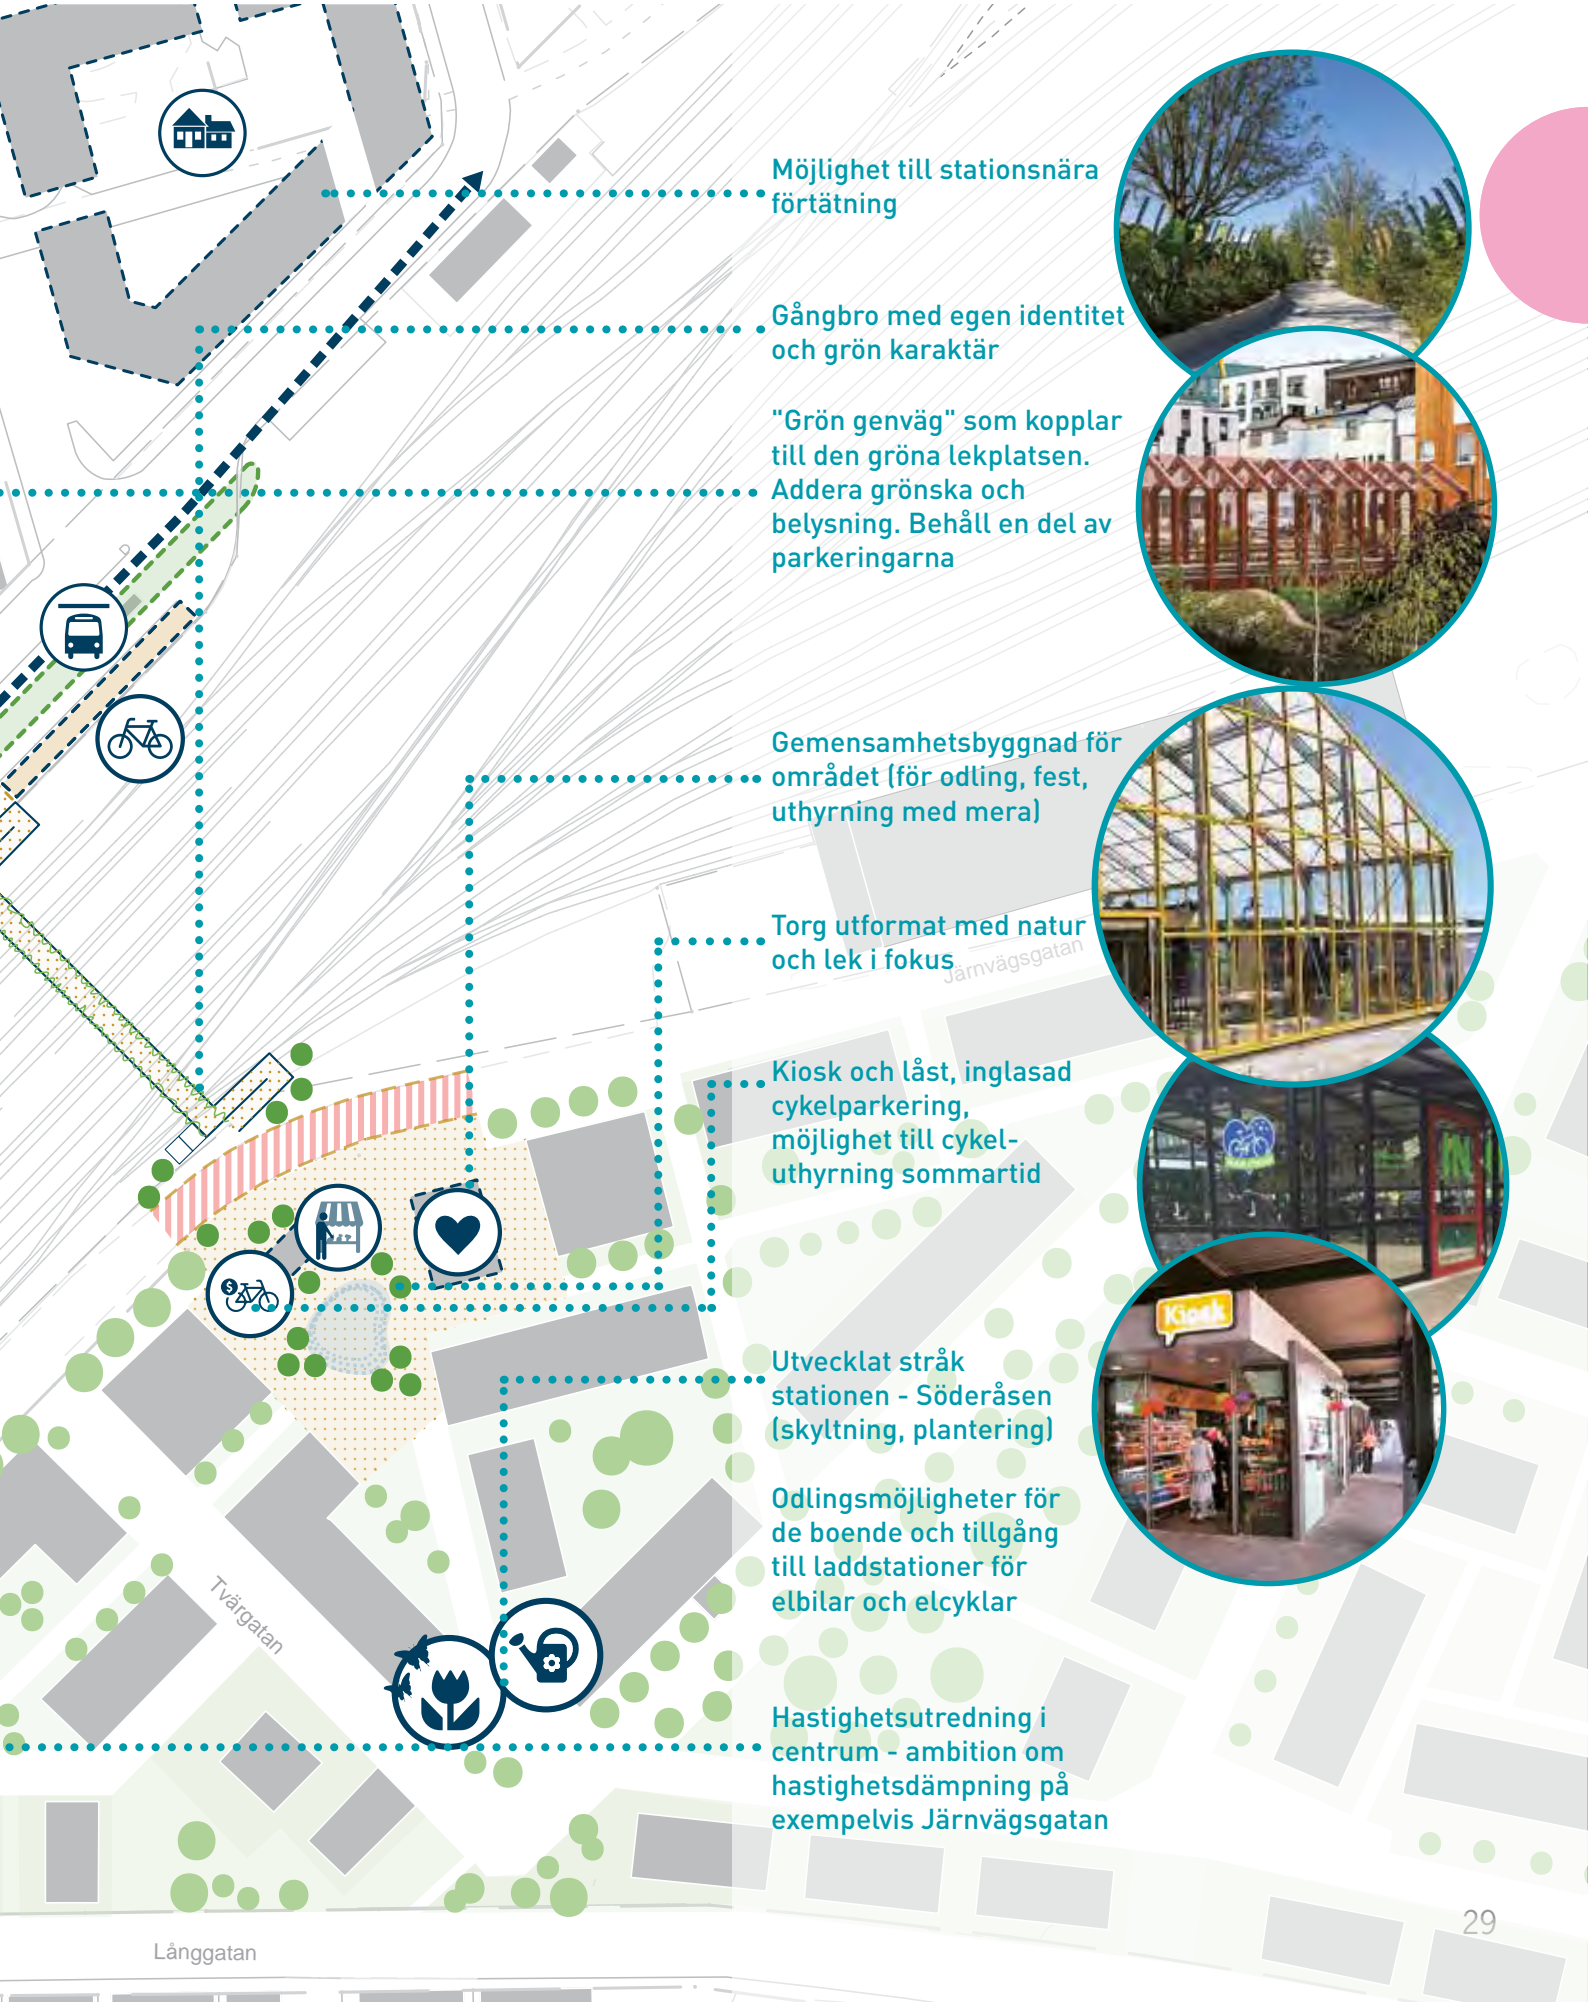 Möjlighet till stationsnära
förtätning
Gångbro med egen identitet
och grön karaktär
"Grön genväg" som kopplar
till den gröna lekplatsen.
Addera grönska och
belysning. Behåll en del av
parkeringarna
Gemensamhetsbyggnad för
området (för odling, fest,
uthyrning med mera)
Torg utformat med natur
och lek i fokus
Järnvägsgatan
Kiosk och låst, inglasad
cykelparkering,
möjlighet till cykel-
uthyrning sommartid
IN
$
Kiosk
Utvecklat stråk
stationen - Söderåsen
(skyltning, plantering)
Odlingsmöjligheter för
de boende och tillgång
till laddstationer för
elbilar och elcyklar
Tvärgatan
Hastighetsutredning i
centrum - ambition om
hastighetsdämpning på
exempelvis Järnvägsgatan
29
Långgatan